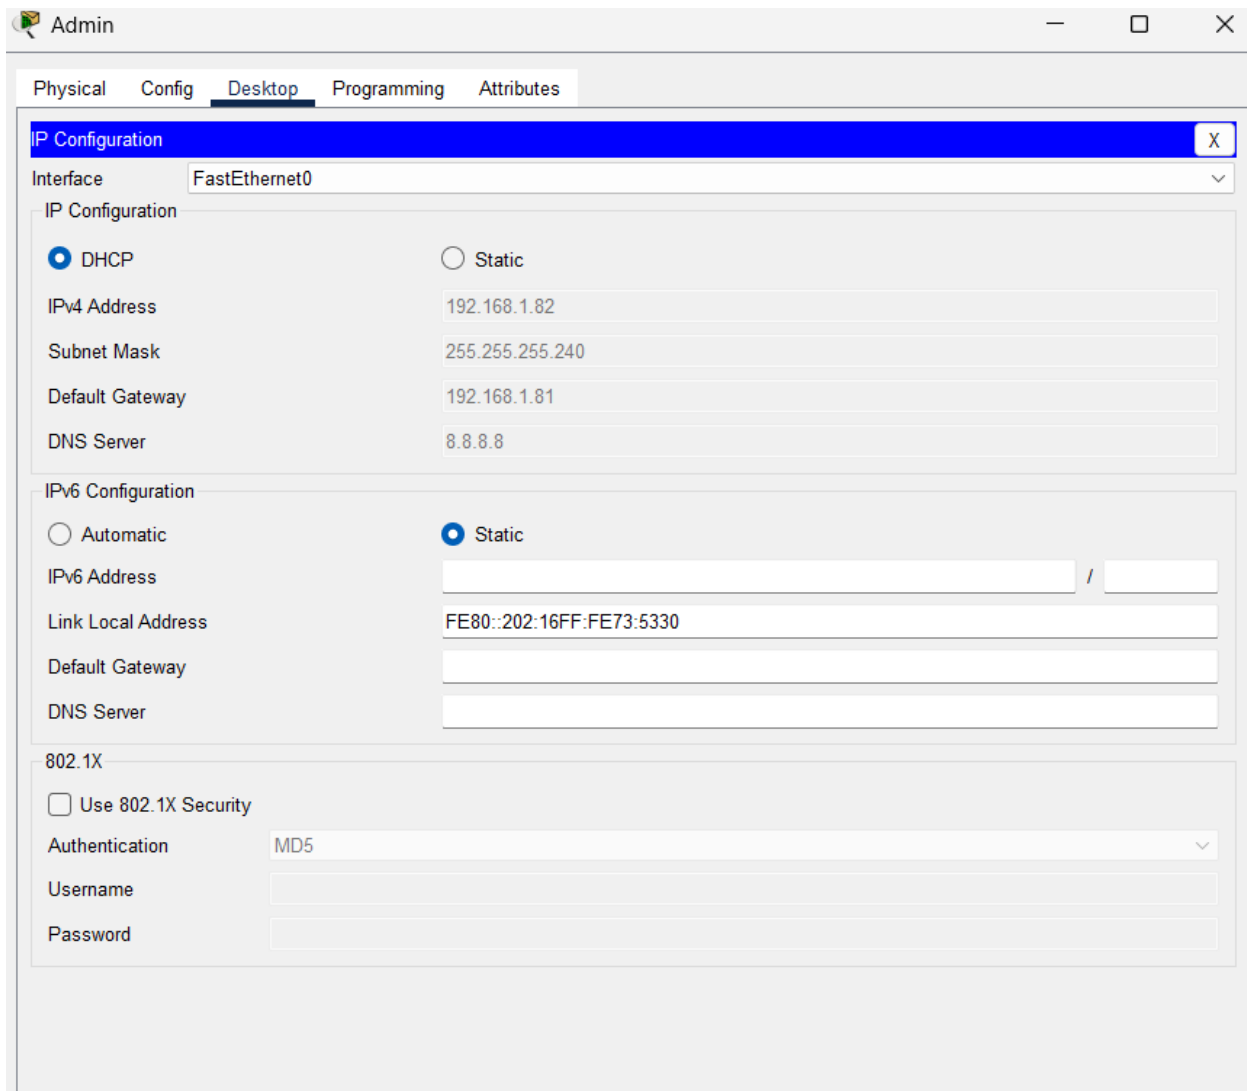 Admin
Physical Config Desktop Programming Attributes
IP Configuration X
Interface FastEthernet0
IP Configuration
DHCP Static
IPv4 Address 192.168.1.82
Subnet Mask 255.255.255.240
Default Gateway 192.168.1.81
DNS Server 8.8.8.8
IPv6 Configuration
Automatic Static
IPv6 Address /
Link Local Address FE80::202:16FF:FE73:5330
Default Gateway
DNS Server
802.1X
Use 802.1X Security
Authentication MD5
Username
Password